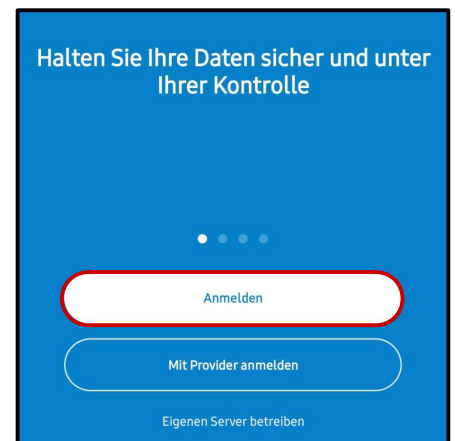 Halten Sie Ihre Daten sicher und unter
Ihrer Kontrolle
Anmelden
Mit Provider anmelden
Eigenen Server betreiben